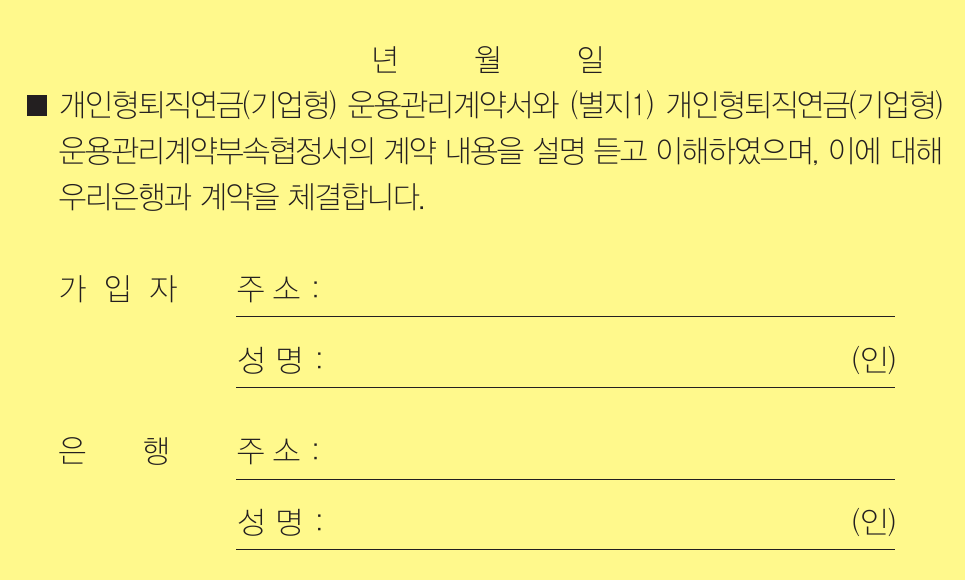 년 월 일
■ 개인형퇴직연금(기업형) 운용관리계약서와 (별지1) 개인형퇴직연금(기업형)
운용관리계약부속협정서의 계약 내용을 설명 듣고 이해하였으며, 이에 대해
우리은행과 계약을 체결합니다.
가 입 자 주 소 :
성 명 : (인)
은 행 주 소 :
성 명 : (인)